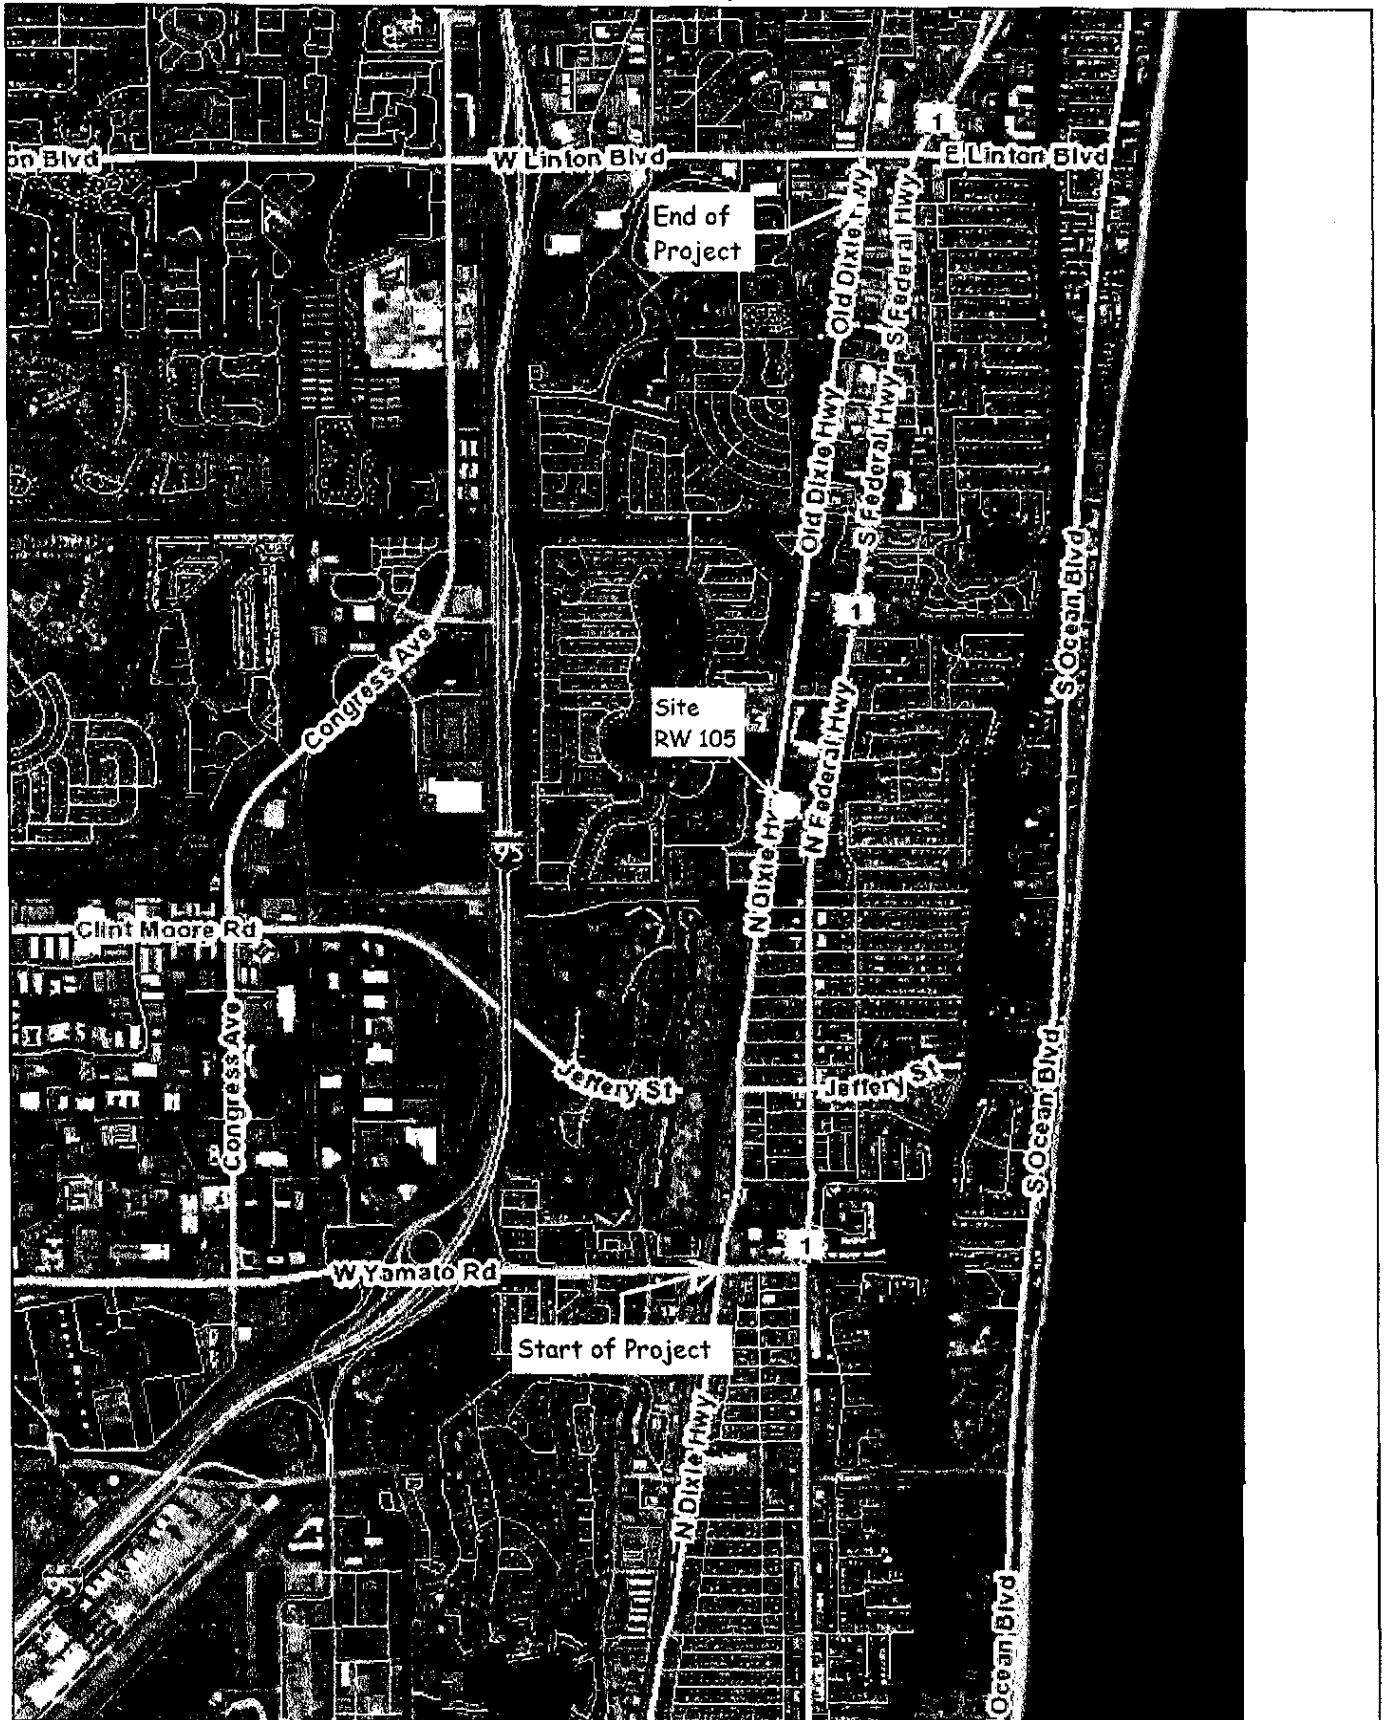 1
on Blvd
W Linton Blvd
E Linton Blvd
End of
Project
Old Dixie Hwy
S Federal Hwy
Old Dixie Hwy
S Federal Hwy
S Ocean Blvd
1
Congress Ave
Site
RW 105
N Federal Hwy
N Dixie Hwy
95
Clint Moore Rd
Congress Ave
Jeffery St
Jeffery St
S Ocean Blvd
1
W Yamato Rd
Start of Project
N Dixie Hwy
95
Ocean Blvd